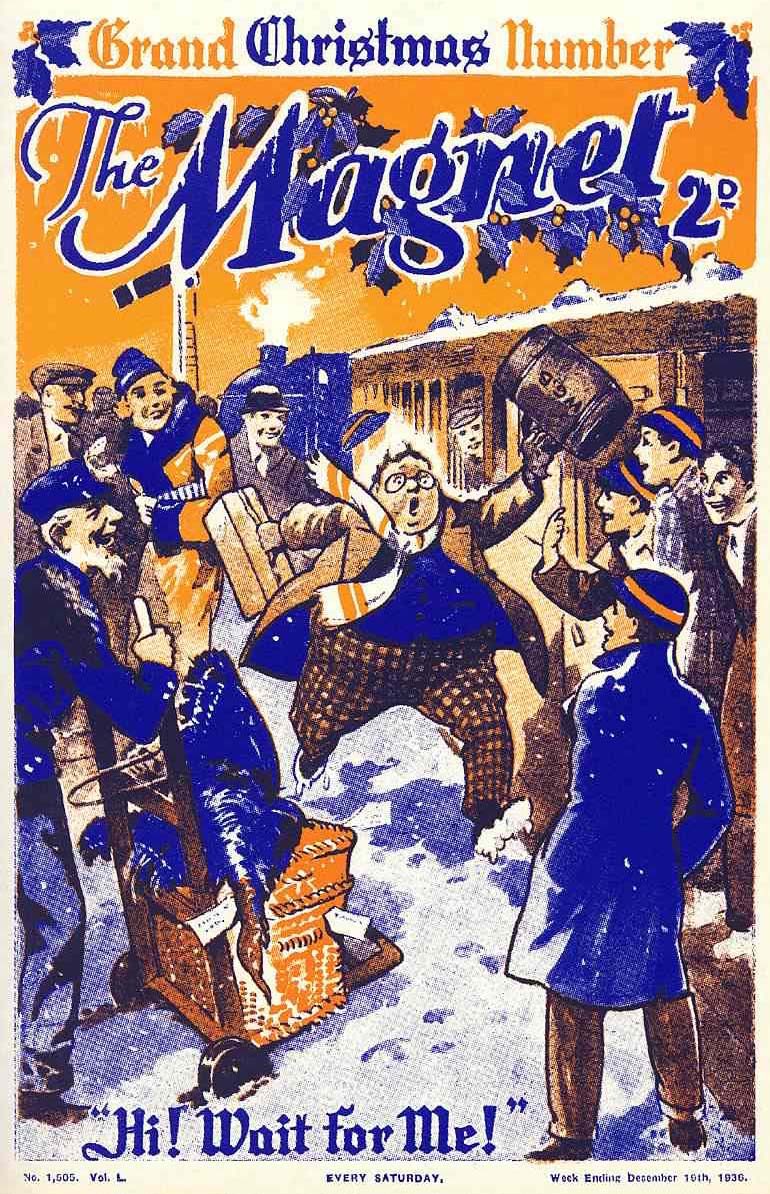 Grand Christmas Number
The Magnet 2D
"Hi! Wait for Me!"
No. 1,505. Vol. L.
EVERY SATURDAY.
Week Ending December 19th, 1936.